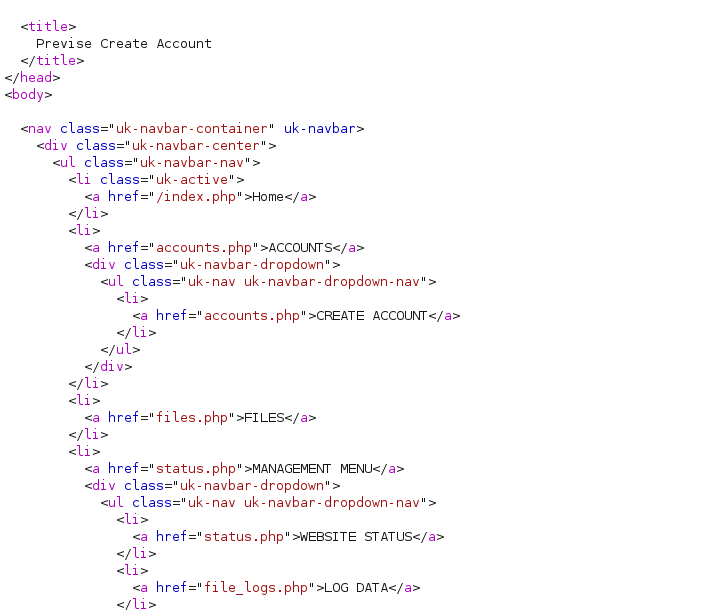 <title>
Previse Create Account
</title>
</head>
<body>
<nav class="uk-navbar-container" uk-navbar>
<div class="uk-navbar-center">
<ul class="uk-navbar-nav">
<li class="uk-active">
<a href="/index.php">Home</a>
</li>
<li>
<a href="accounts.php">ACCOUNTS</a>
<div class="uk-navbar-dropdown">
<ul class="uk-nav uk-navbar-dropdown-nav">
<li>
<a href="accounts.php">CREATE ACCOUNT</a>
</li>
</ul>
</div>
</li>
<li>
<a href="files.php">FILES</a>
</li>
<li>
<a href="status.php">MANAGEMENT MENU</a>
<div class="uk-navbar-dropdown">
<ul class="uk-nav uk-navbar-dropdown-nav">
<li>
<a href="status.php">WEBSITE STATUS</a>
</li>
<li>
<a href="file_logs.php">LOG DATA</a>
</li>